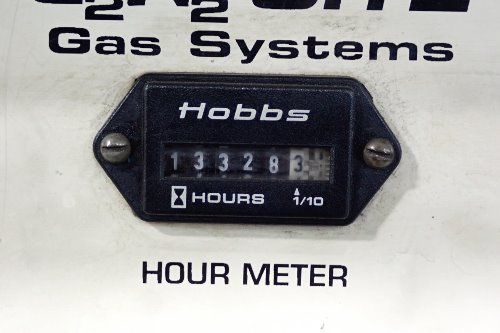 Gas Systems
Hobbs
133283
HOURS 1/10
HOUR METER